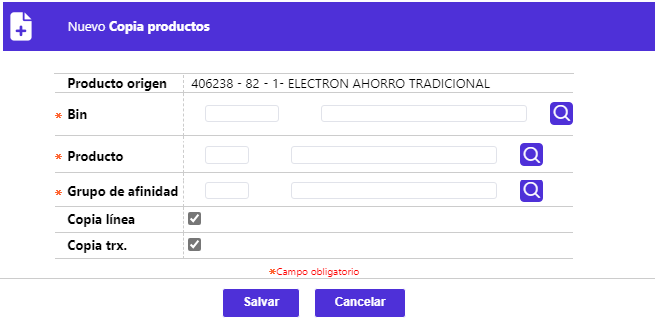 Nuevo Copia productos
Producto origen 406238 - 82 - 1- ELECTRON AHORRO TRADICIONAL
* Bin
* Producto
* Grupo de afinidad
Copia línea
Copia trx.
*Campo obligatorio
Salvar Cancelar